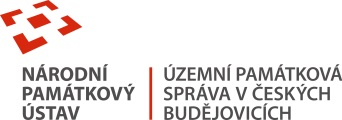 NÁRODNÍ
PAMÁTKOVÝ
ÚSTAV
ÚZEMNÍ PAMÁTKOVÁ
SPRÁVA V ČESKÝCH
BUDĚJOVICÍCH